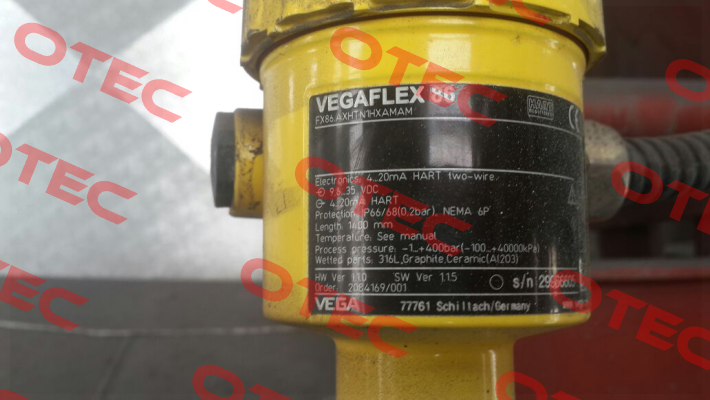 VEGAFLEX 86
FX86.AXHTN1HXAMAM
HART
Electronics: 4...20mA HART two-wire
9,6...35 VDC
4...20mA HART
Protection: IP66/68(0,2bar), NEMA 6P
Length: 1400 mm
Temperature: See manual
Process pressure: -1...+400bar(-100...+40000kPa)
Wetted parts: 316L,Graphite,Ceramic(Al2O3)
HW Ver 1.1.0 SW Ver 1.1.5
Order: 2084169/001
s/n 29566605
VEGA 77761 Schiltach/Germany
OTEC
OTEC
OTEC
OTEC
OTEC
OTEC
OTEC
OTEC
OTEC